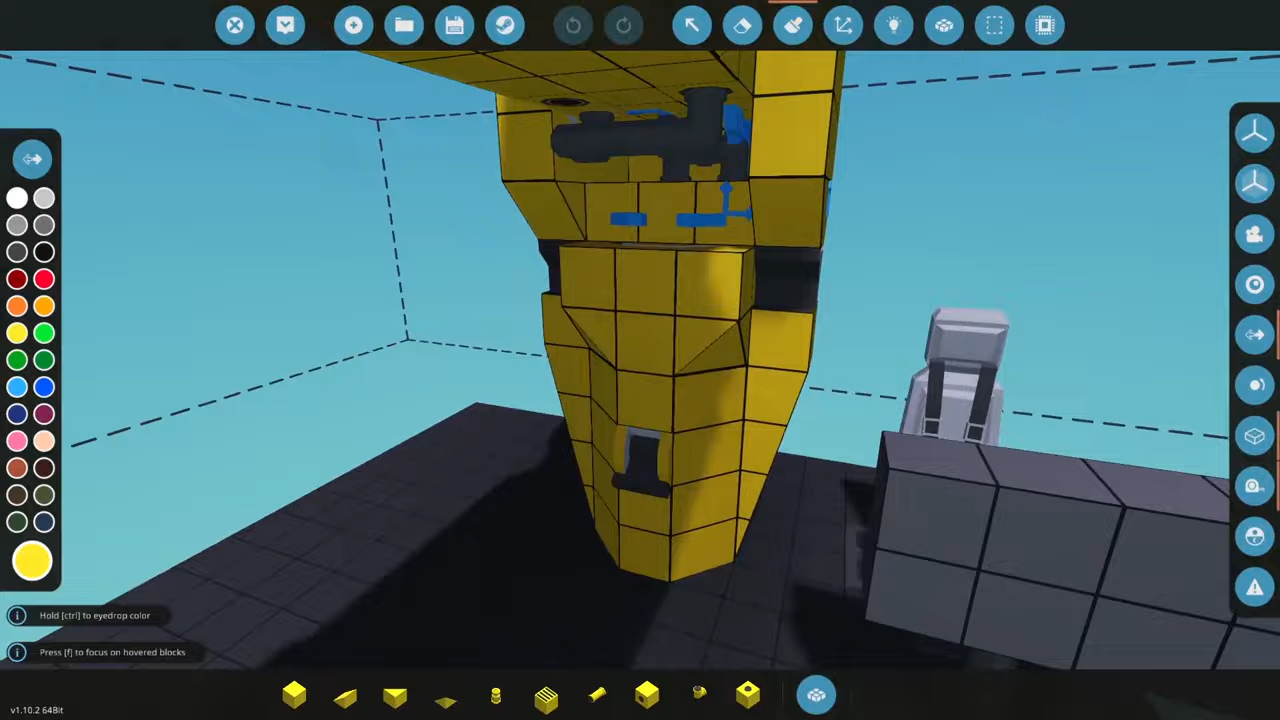 Hold [ctrl] to eyedrop color
Press [f] to focus on hovered blocks
v1.10.2 64Bit